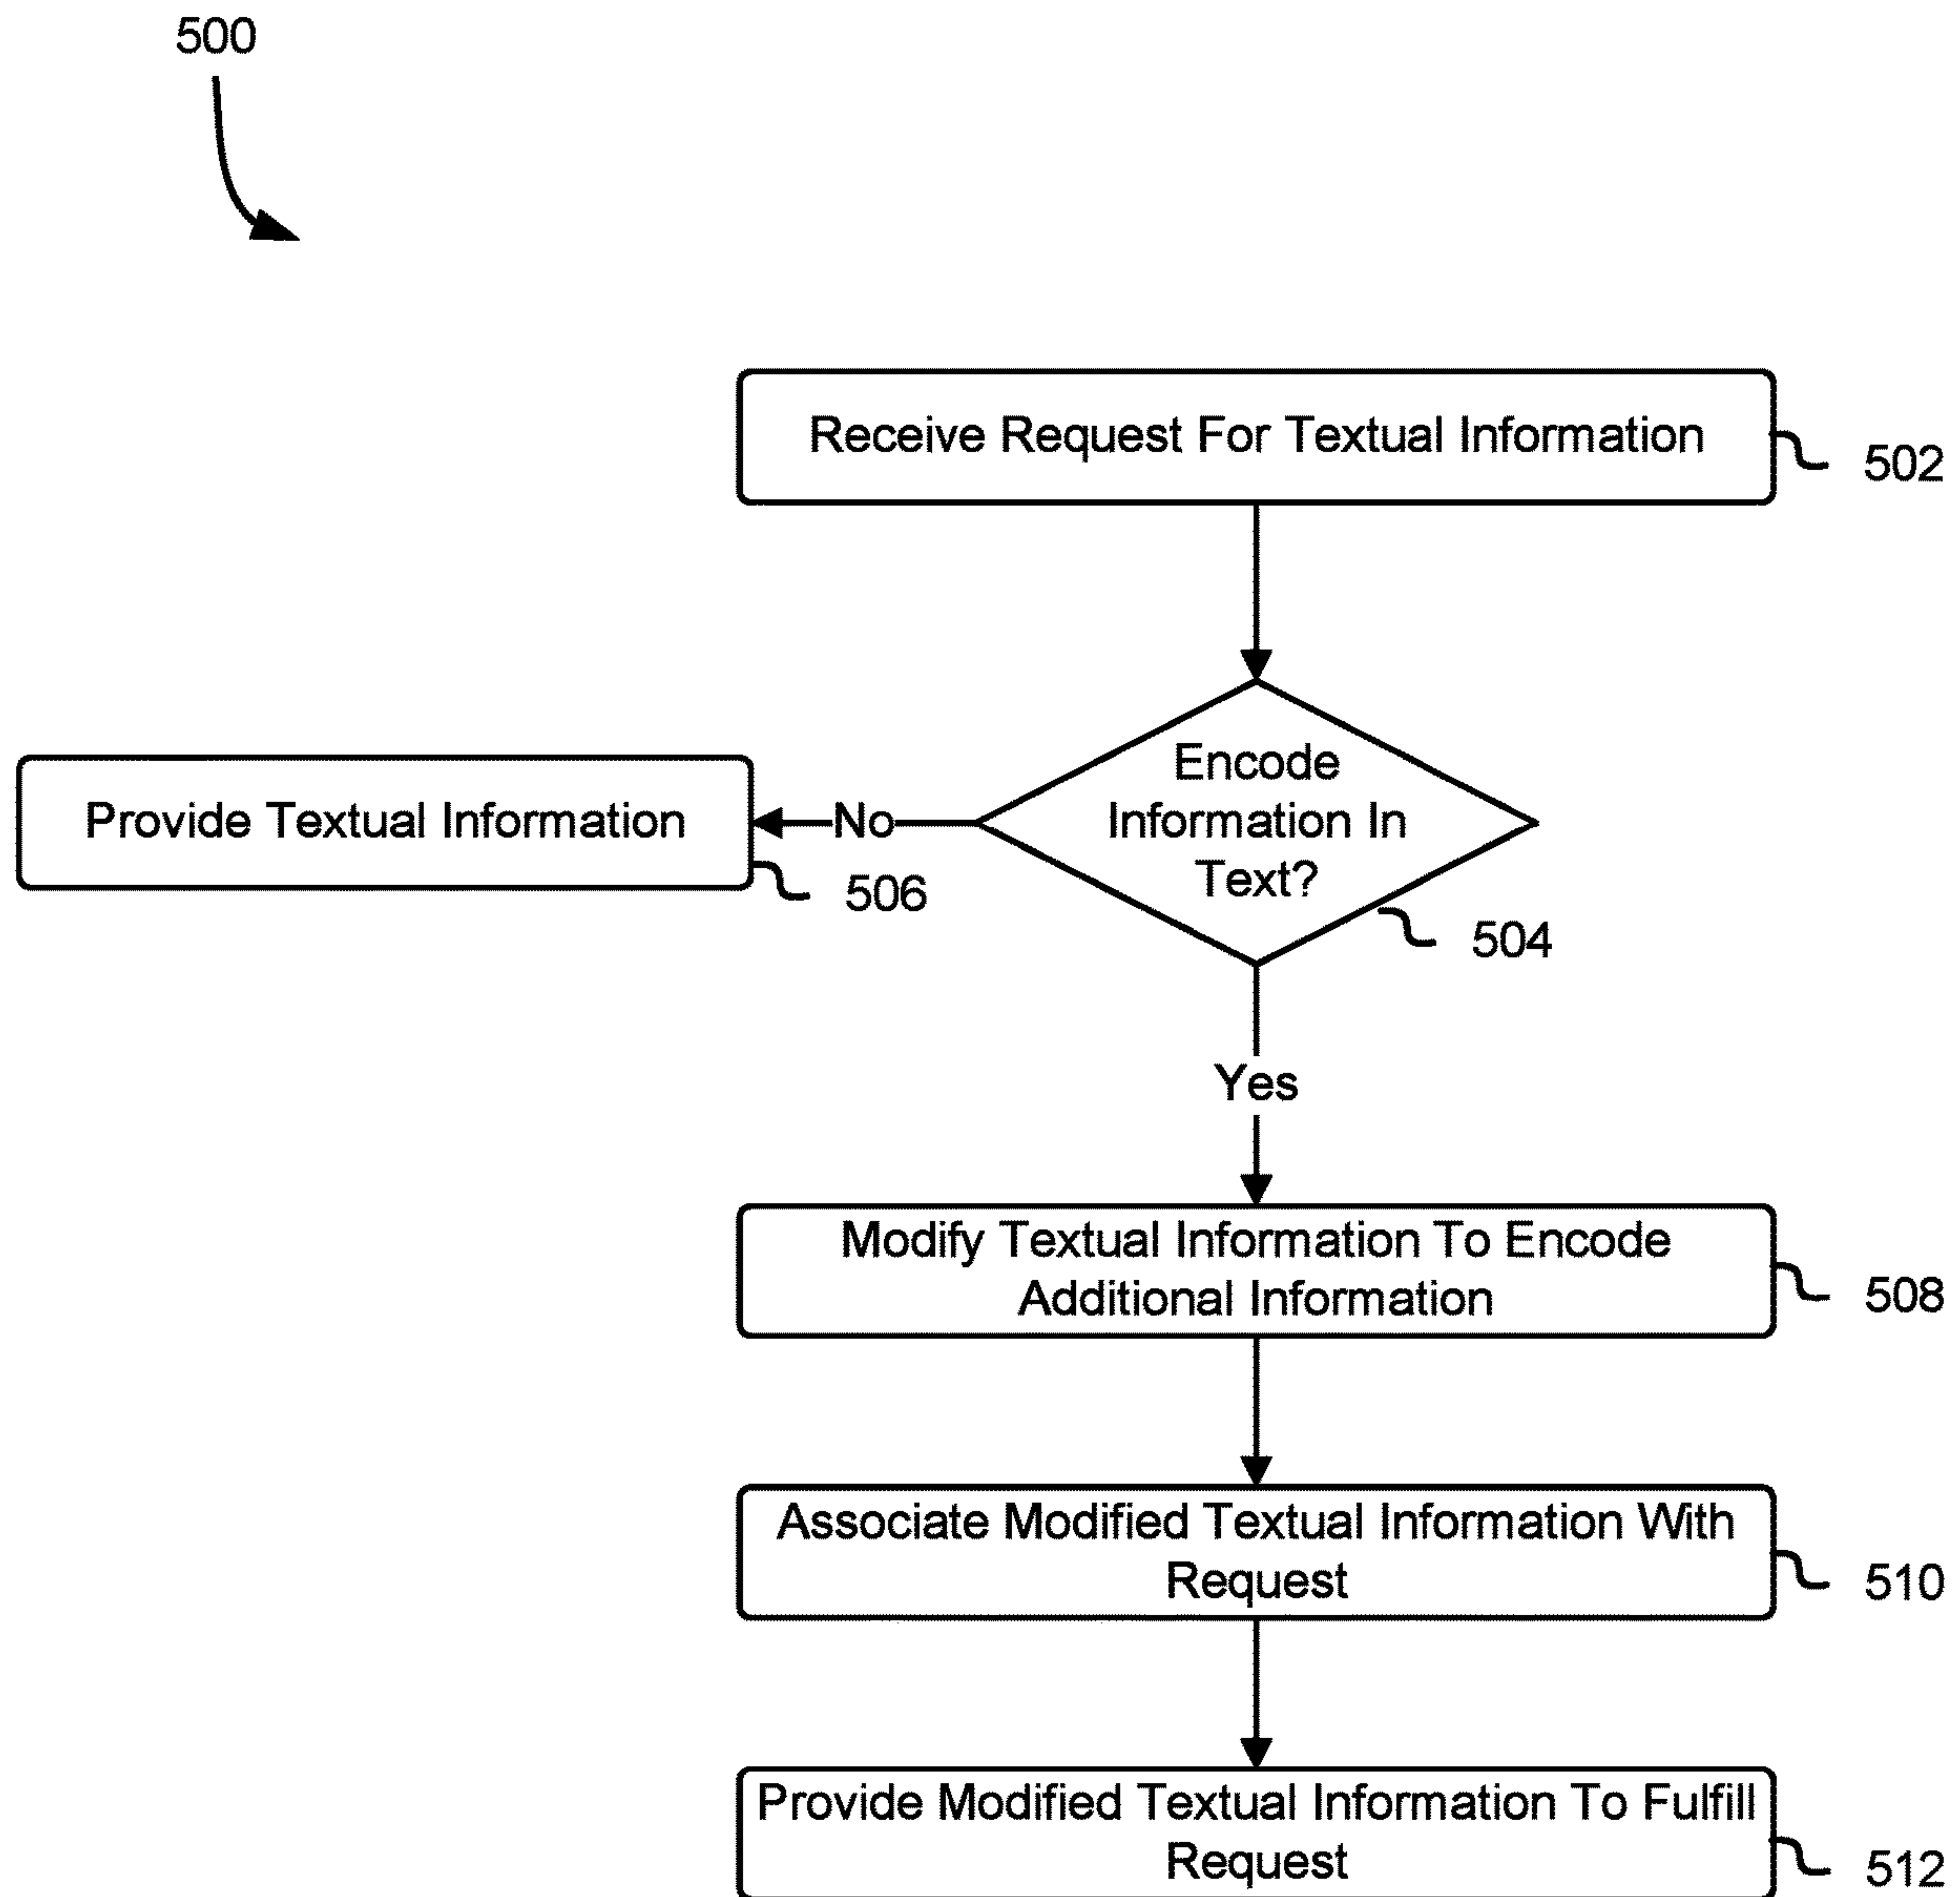 500
Receive Request For Textual Information
502
Encode
Information In
Text?
504
No
Provide Textual Information
506
Yes
Modify Textual Information To Encode
Additional Information
508
Associate Modified Textual Information With
Request
510
Provide Modified Textual Information To Fulfill
Request
512